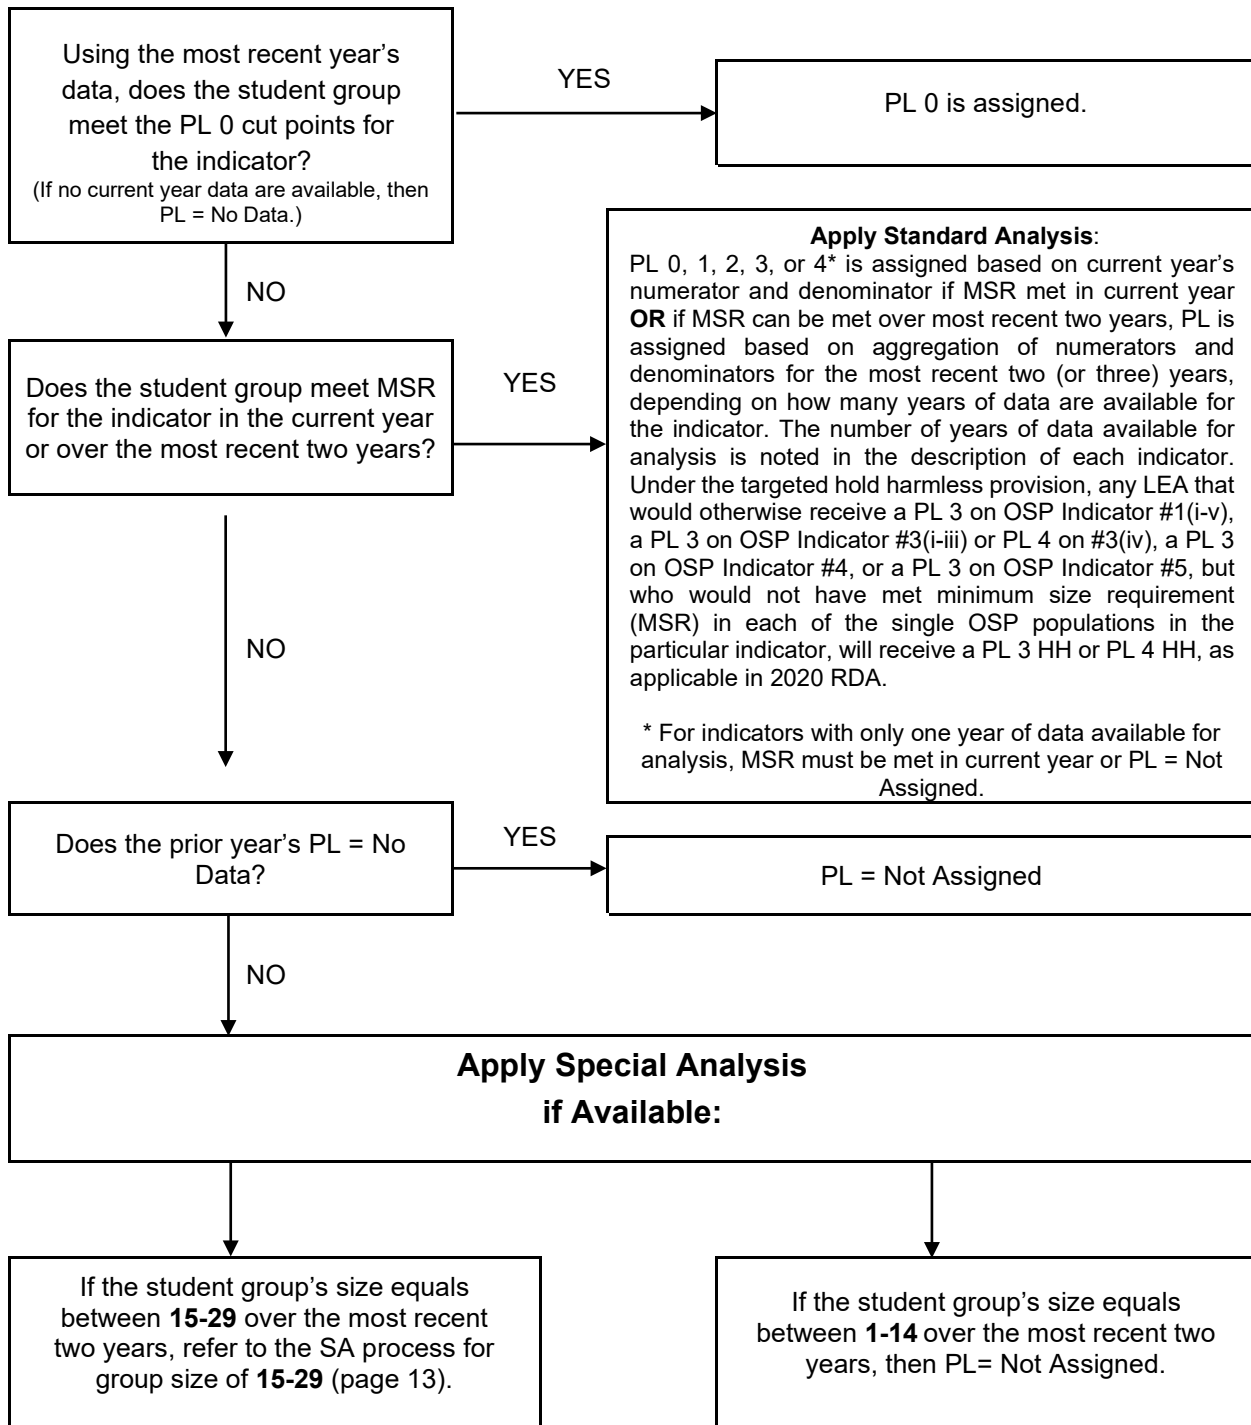 Using the most recent year’s
data, does the student group
meet the PL 0 cut points for
the indicator?
(If no current year data are available, then
PL = No Data.)
YES
PL 0 is assigned.
NO
Does the student group meet MSR
for the indicator in the current year
or over the most recent two years?
YES
Apply Standard Analysis:
PL 0, 1, 2, 3, or 4* is assigned based on current year’s
numerator and denominator if MSR met in current year
OR if MSR can be met over most recent two years, PL is
assigned based on aggregation of numerators and
denominators for the most recent two (or three) years,
depending on how many years of data are available for
the indicator. The number of years of data available for
analysis is noted in the description of each indicator.
Under the targeted hold harmless provision, any LEA that
would otherwise receive a PL 3 on OSP Indicator #1(i-v),
a PL 3 on OSP Indicator #3(i-iii) or PL 4 on #3(iv), a PL 3
on OSP Indicator #4, or a PL 3 on OSP Indicator #5, but
who would not have met minimum size requirement
(MSR) in each of the single OSP populations in the
particular indicator, will receive a PL 3 HH or PL 4 HH, as
applicable in 2020 RDA.
* For indicators with only one year of data available for
analysis, MSR must be met in current year or PL = Not
Assigned.
NO
Does the prior year’s PL = No
Data?
YES
PL = Not Assigned
NO
Apply Special Analysis
if Available:
If the student group’s size equals
between 15-29 over the most recent
two years, refer to the SA process for
group size of 15-29 (page 13).
If the student group’s size equals
between 1-14 over the most recent two
years, then PL= Not Assigned.